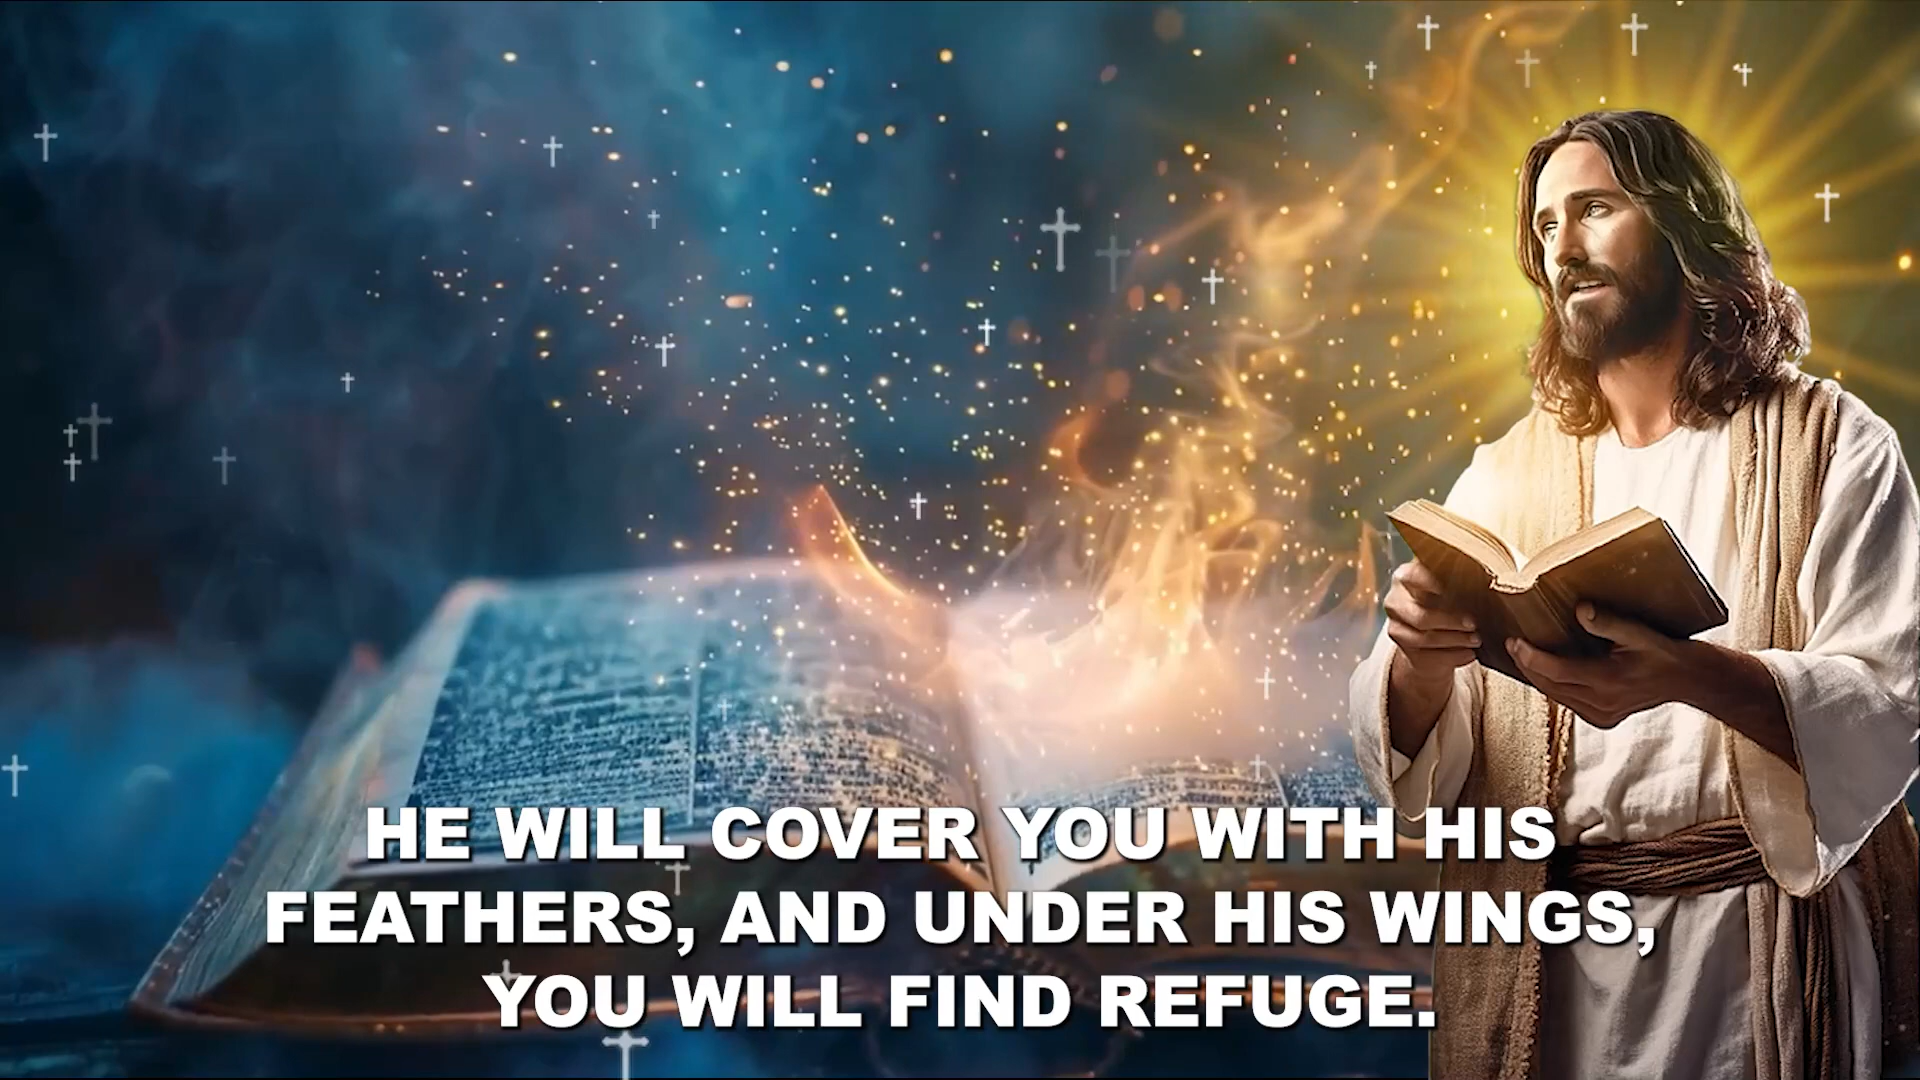 HE WILL COVER YOU WITH HIS
FEATHERS, AND UNDER HIS WINGS,
YOU WILL FIND REFUGE.